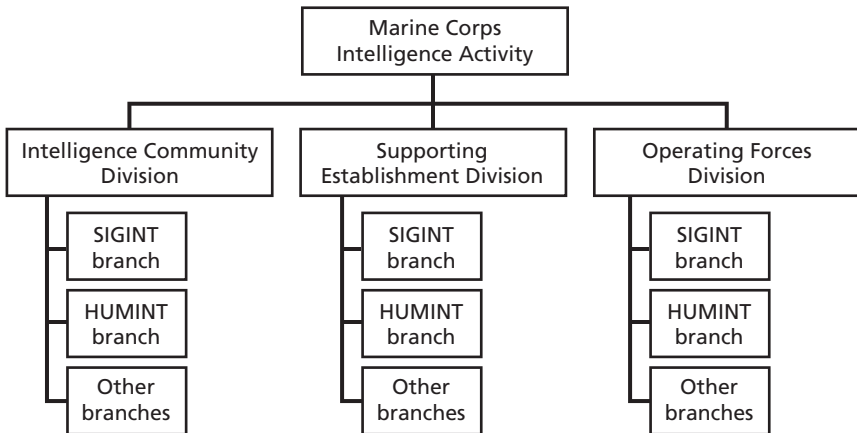 Marine Corps
Intelligence Activity
Intelligence Community
Division
Supporting
Establishment Division
Operating Forces
Division
SIGINT
branch
HUMINT
branch
Other
branches
SIGINT
branch
HUMINT
branch
Other
branches
SIGINT
branch
HUMINT
branch
Other
branches